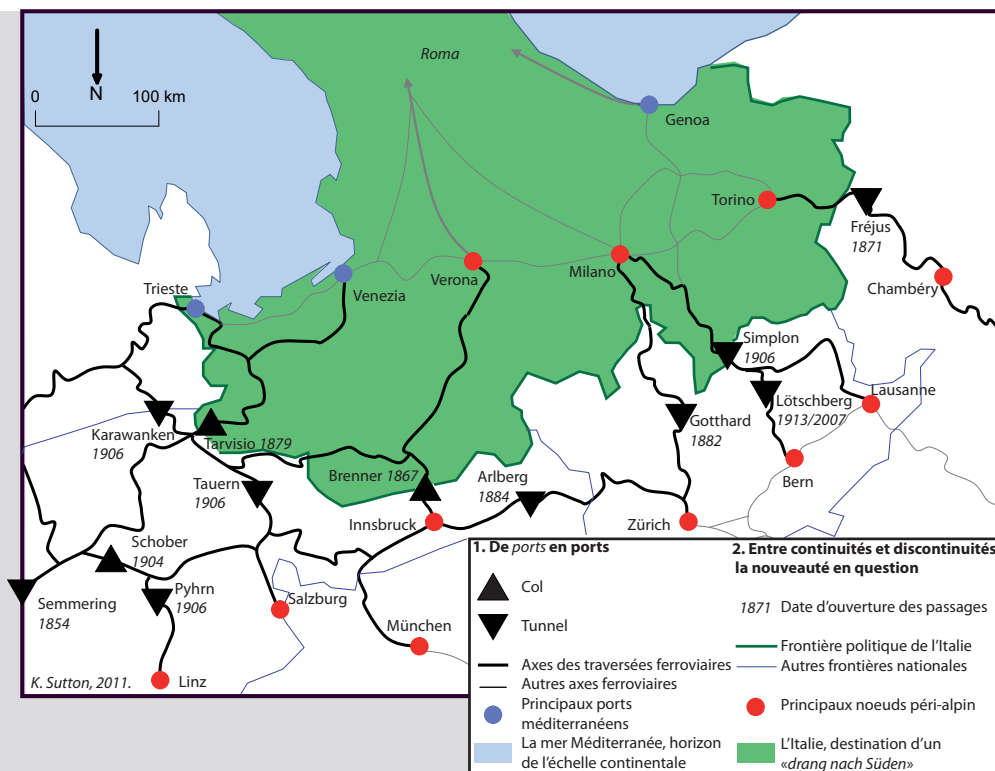 Roma
N
0 100 km
Genoa
Torino
Fréjus
1871
Chambéry
Milano
Verona
Venezia
Trieste
Simplon
1906
Lausanne
Lötschberg
1913/2007
Gotthard
1882
Bern
Karawanken
1906
Tarvisio 1879
Brenner 1867
Arlberg
1884
Tauern
1906
Innsbruck
Zürich
Schober
1904
Semmering
1854
Pyhrn
1906
Salzburg
München
Linz
K. Sutton, 2011.
1. De ports en ports
Col
Tunnel
Axes des traversées ferroviaires
Autres axes ferroviaires
Principaux ports
méditerranéens
La mer Méditerranée, horizon
de l'échelle continentale
2. Entre continuités et discontinuités
la nouveauté en question
1871 Date d'ouverture des passages
Frontière politique de l'Italie
Autres frontières nationales
Principaux noeuds péri-alpin
L'Italie, destination d'un
«drang nach Süden»